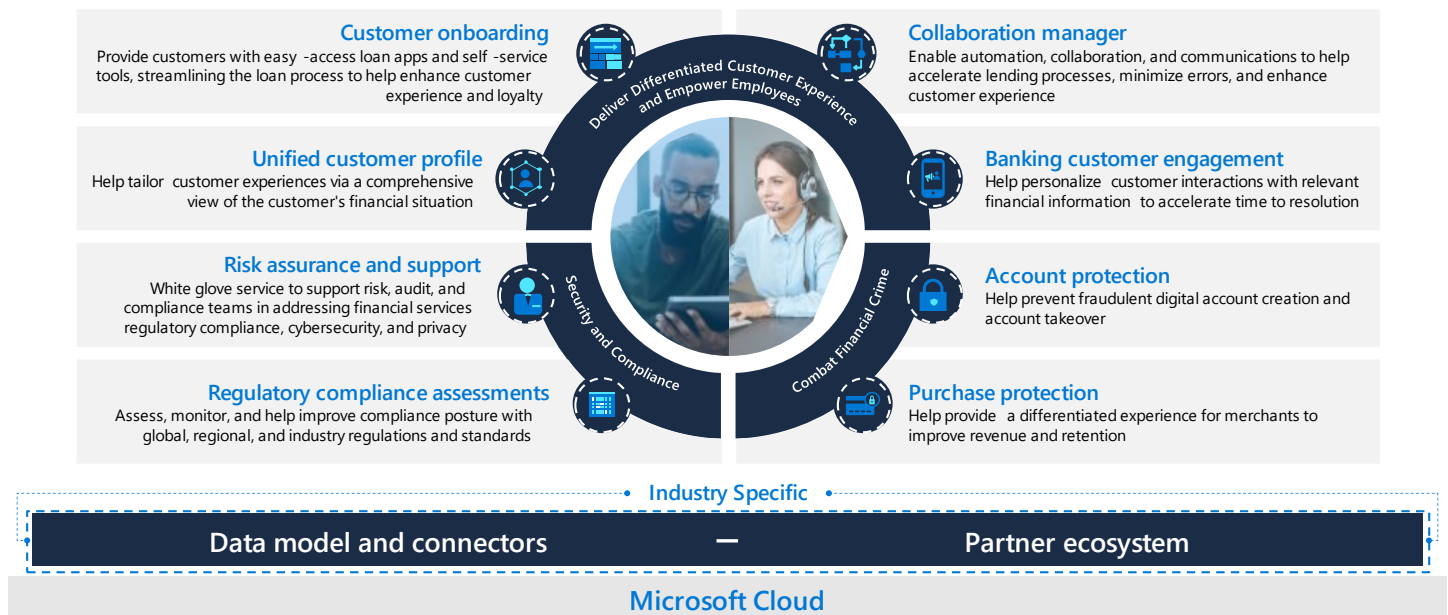 Customer onboarding
Provide customers with easy -access loan apps and self -service
tools, streamlining the loan process to help enhance customer
experience and loyalty
Collaboration manager
Enable automation, collaboration, and communications to help
accelerate lending processes, minimize errors, and enhance
customer experience
Deliver Differentiated Customer Experience
and Empower Employees
Unified customer profile
Help tailor customer experiences via a comprehensive
view of the customer's financial situation
Banking customer engagement
Help personalize customer interactions with relevant
financial information to accelerate time to resolution
Risk assurance and support
White glove service to support risk, audit, and
compliance teams in addressing financial services
regulatory compliance, cybersecurity, and privacy
Security and Compliance
Combat Financial Crime
Account protection
Help prevent fraudulent digital account creation and
account takeover
Regulatory compliance assessments
Assess, monitor, and help improve compliance posture with
global, regional, and industry regulations and standards
Purchase protection
Help provide a differentiated experience for merchants to
improve revenue and retention
Industry Specific
Data model and connectors – Partner ecosystem
Microsoft Cloud